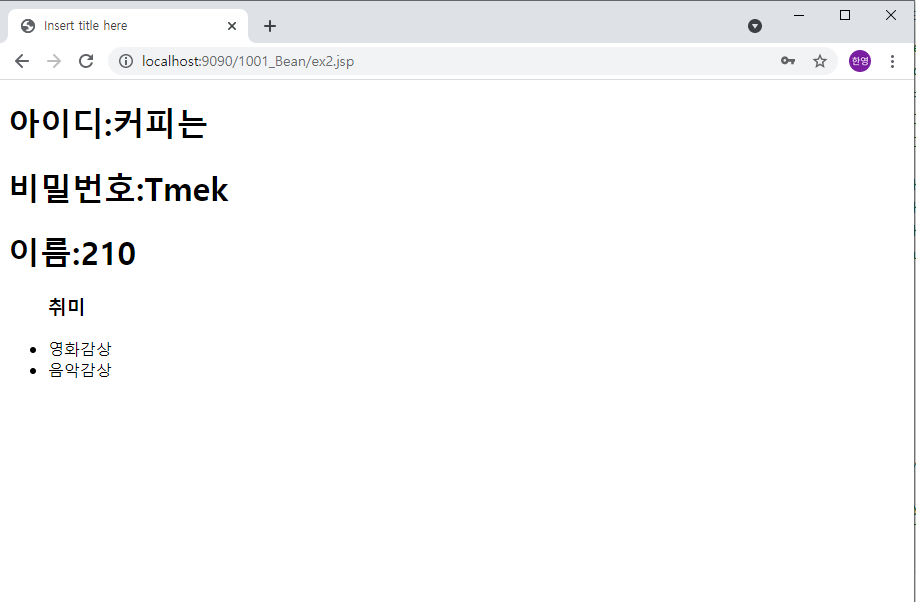 Insert title here
localhost:9090/1001_Bean/ex2.jsp
한영
아이디:커피는
비밀번호:Tmek
이름:210
취미
영화감상
음악감상